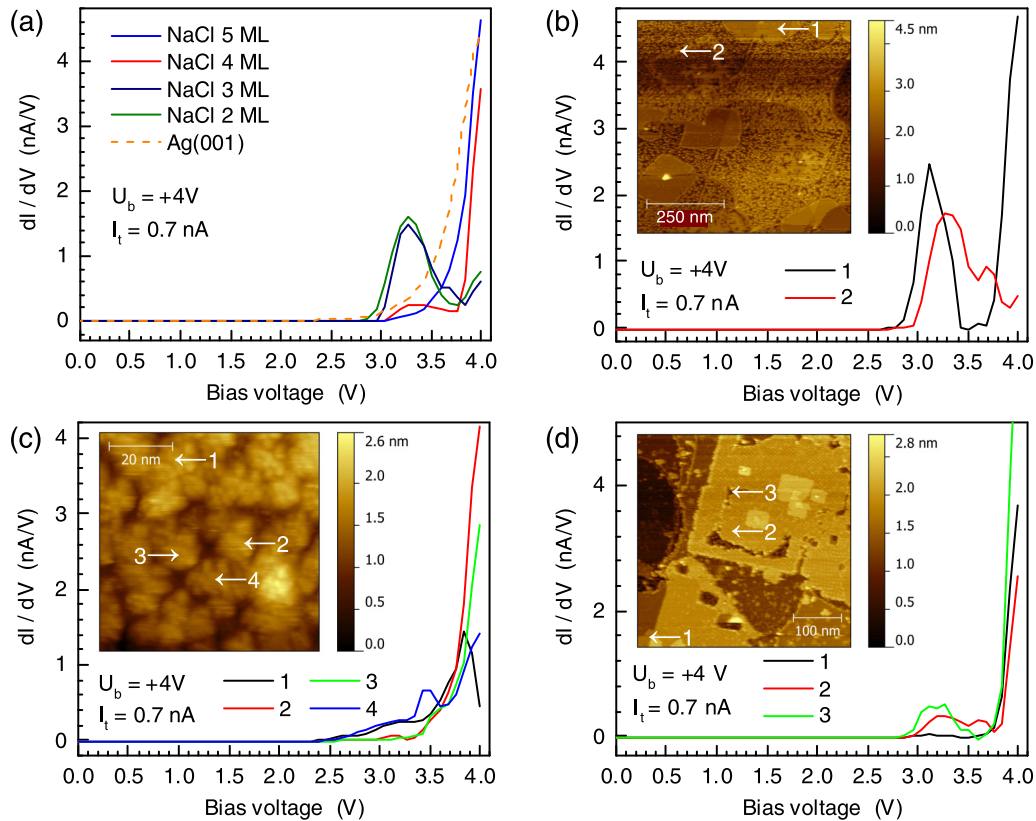 (a)
NaCl 5 ML
NaCl 4 ML
NaCl 3 ML
NaCl 2 ML
Ag(001)
U_b = +4V
I_t = 0.7 nA
dI / dV (nA/V)
4
3
2
1
0
0.0 0.5 1.0 1.5 2.0 2.5 3.0 3.5 4.0
Bias voltage (V)
(b)
1
2
250 nm
4.5 nm
3.0
2.0
1.0
0.0
U_b = +4V
I_t = 0.7 nA
1
2
dI / dV (nA/V)
4
3
2
1
0
0.0 0.5 1.0 1.5 2.0 2.5 3.0 3.5 4.0
Bias voltage (V)
(c)
20 nm
1
2
3
4
2.6 nm
2.0
1.5
1.0
0.5
0.0
U_b = +4V
I_t = 0.7 nA
1
2
3
4
dI / dV (nA/V)
4
3
2
1
0
0.0 0.5 1.0 1.5 2.0 2.5 3.0 3.5 4.0
Bias voltage (V)
(d)
3
2
1
100 nm
2.8 nm
2.0
1.5
1.0
0.0
U_b = +4 V
I_t = 0.7 nA
1
2
3
dI / dV (nA/V)
4
2
0
0.0 0.5 1.0 1.5 2.0 2.5 3.0 3.5 4.0
Bias voltage (V)